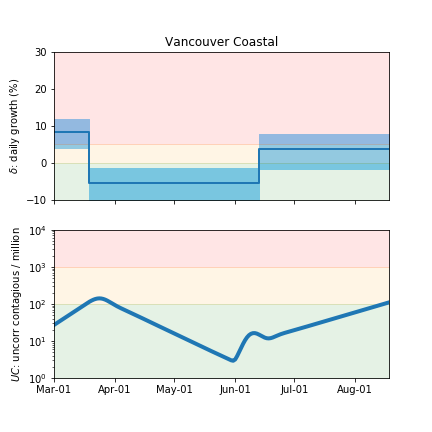 Vancouver Coastal
δ: daily growth (%)
30
20
10
0
−10
UC: uncorr contagious / million
10⁴
10³
10²
10¹
10⁰
Mar-01 Apr-01 May-01 Jun-01 Jul-01 Aug-01